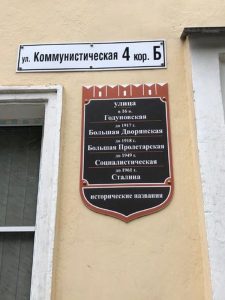 ул. Коммунистическая 4 кор. Б
улица
в 16 в.
Годуновская
до 1917 г.
Большая Дворянская
до 1918 г.
Большая Пролетарская
до 1949 г.
Социалистическая
до 1961 г.
Сталина
исторические названия